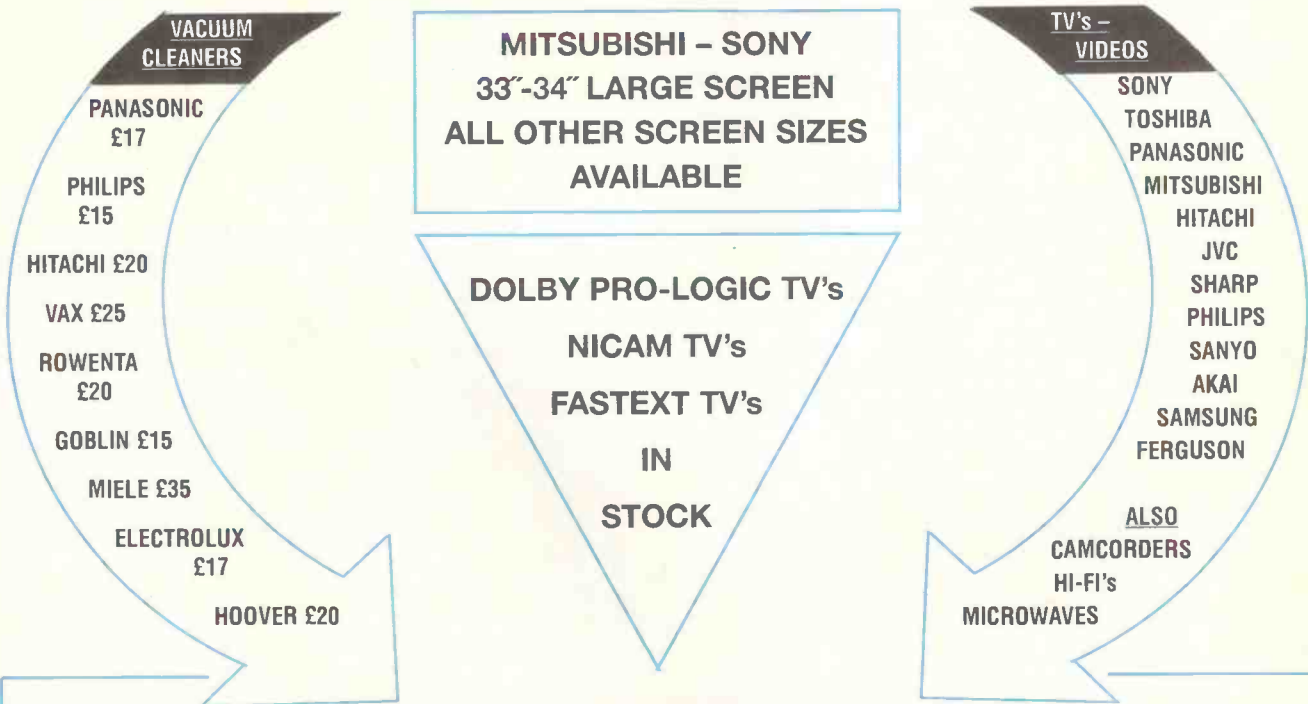 VACUUM
CLEANERS
PANASONIC
£17
PHILIPS
£15
HITACHI £20
VAX £25
ROWENTA
£20
GOBLIN £15
MIELE £35
ELECTROLUX
£17
HOOVER £20
MITSUBISHI – SONY
33″-34″ LARGE SCREEN
ALL OTHER SCREEN SIZES
AVAILABLE
DOLBY PRO-LOGIC TV's
NICAM TV's
FASTEXT TV's
IN
STOCK
TV's –
VIDEOS
SONY
TOSHIBA
PANASONIC
MITSUBISHI
HITACHI
JVC
SHARP
PHILIPS
SANYO
AKAI
SAMSUNG
FERGUSON
ALSO
CAMCORDERS
HI-FI's
MICROWAVES